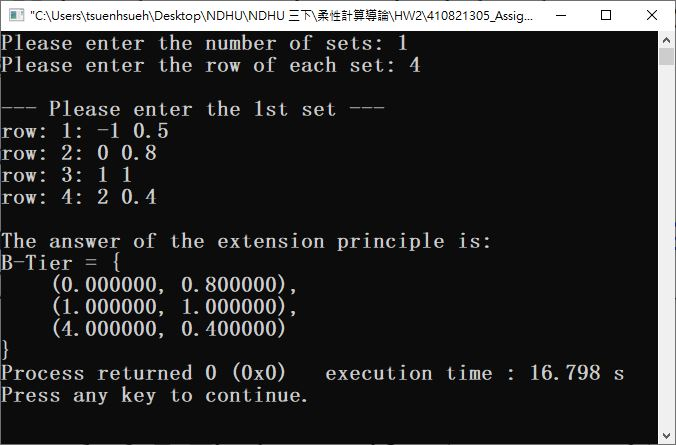 "C:\Users\tsuenhsueh\Desktop\NDHU\NDHU 三下\柔性計算導論\HW2\410821305_Assig...
Please enter the number of sets: 1
Please enter the row of each set: 4
--- Please enter the 1st set ---
row: 1: -1 0.5
row: 2: 0 0.8
row: 3: 1 1
row: 4: 2 0.4
The answer of the extension principle is:
B-Tier = {
(0.000000, 0.800000),
(1.000000, 1.000000),
(4.000000, 0.400000)
}
Process returned 0 (0x0)   execution time : 16.798 s
Press any key to continue.